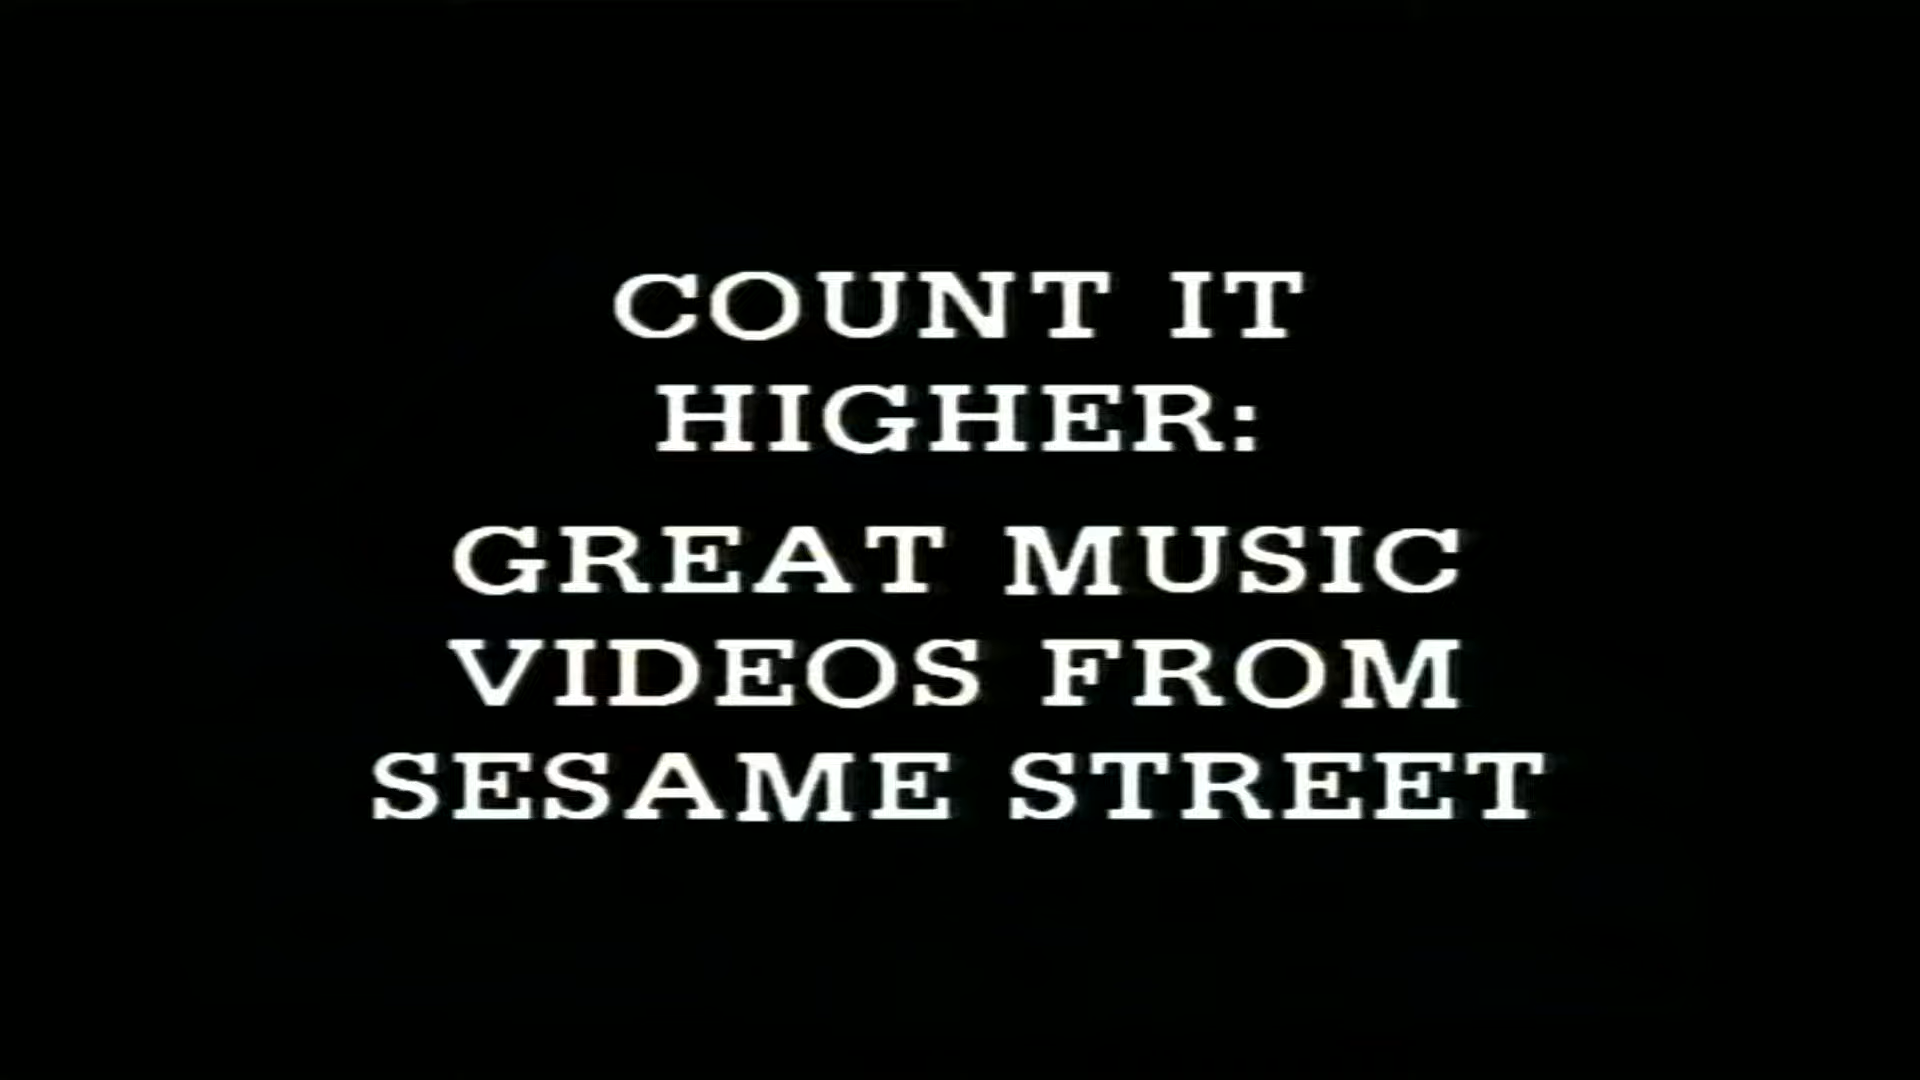 COUNT IT
HIGHER:
GREAT MUSIC
VIDEOS FROM
SESAME STREET